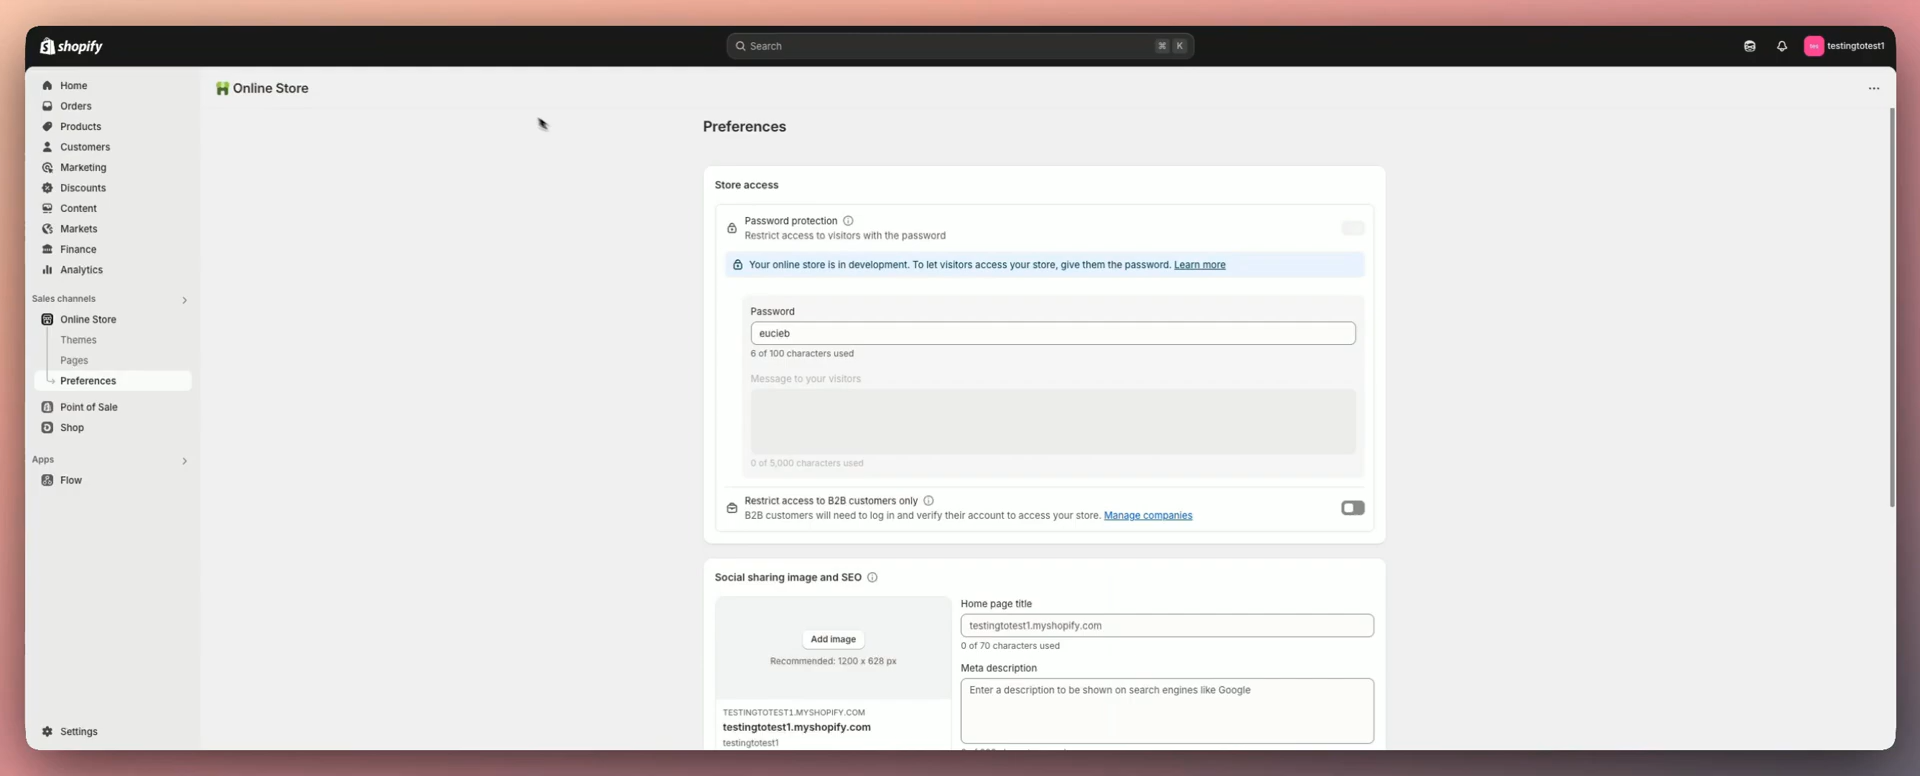 shopify
Search
⌘ K
testingtotest1
Home
Orders
Products
Customers
Marketing
Discounts
Content
Markets
Finance
Analytics
Sales channels
Online Store
Themes
Pages
Preferences
Point of Sale
Shop
Apps
Flow
Settings
Online Store
Preferences
Store access
Password protection
Restrict access to visitors with the password
Your online store is in development. To let visitors access your store, give them the password. Learn more
Password
eucieb
6 of 100 characters used
Message to your visitors
0 of 5,000 characters used
Restrict access to B2B customers only
B2B customers will need to log in and verify their account to access your store. Manage companies
Social sharing image and SEO
Add image
Recommended: 1200 x 628 px
TESTINGTOTEST1.MYSHOPIFY.COM
testingtotest1.myshopify.com
testingtotest1
Home page title
testingtotest1.myshopify.com
0 of 70 characters used
Meta description
Enter a description to be shown on search engines like Google